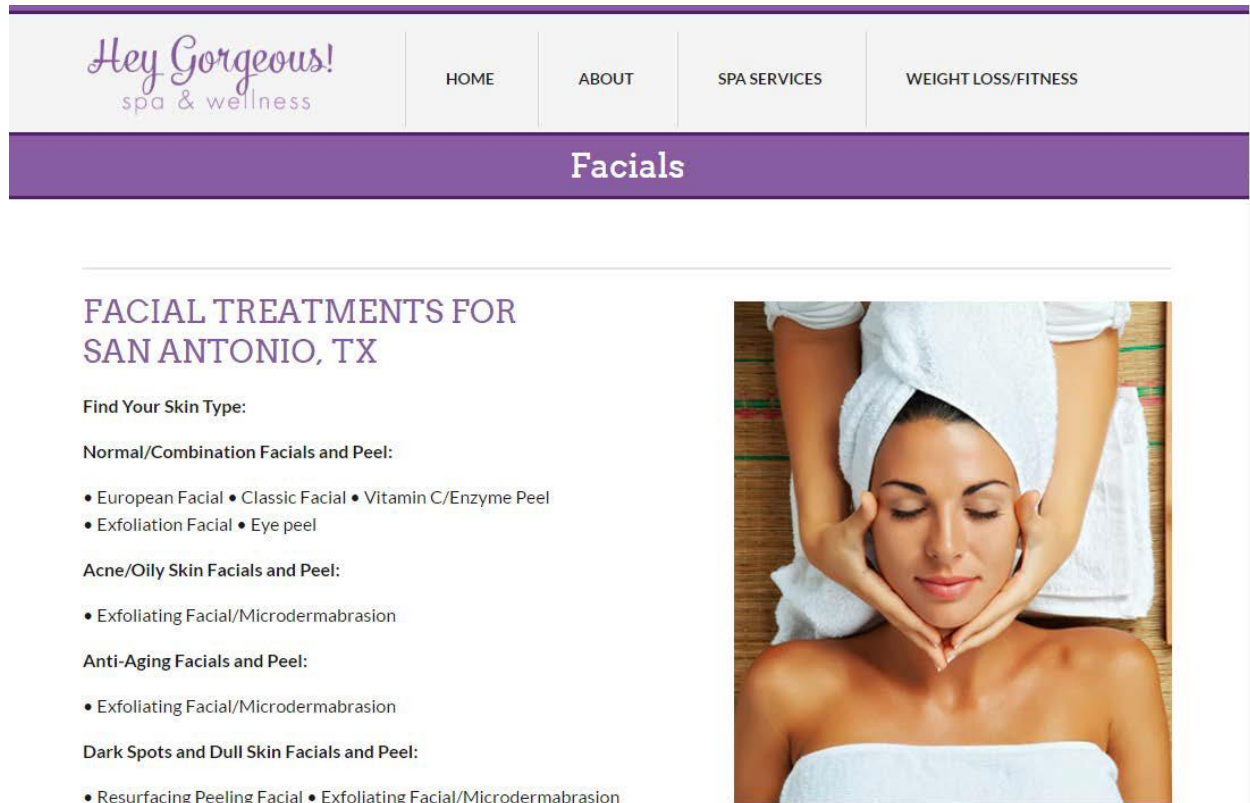 Hey Gorgeous!
spa & wellness
HOME
ABOUT
SPA SERVICES
WEIGHT LOSS/FITNESS
Facials
FACIAL TREATMENTS FOR
SAN ANTONIO, TX
Find Your Skin Type:
Normal/Combination Facials and Peel:
• European Facial • Classic Facial • Vitamin C/Enzyme Peel
• Exfoliation Facial • Eye peel
Acne/Oily Skin Facials and Peel:
• Exfoliating Facial/Microdermabrasion
Anti-Aging Facials and Peel:
• Exfoliating Facial/Microdermabrasion
Dark Spots and Dull Skin Facials and Peel:
• Resurfacing Peeling Facial • Exfoliating Facial/Microdermabrasion